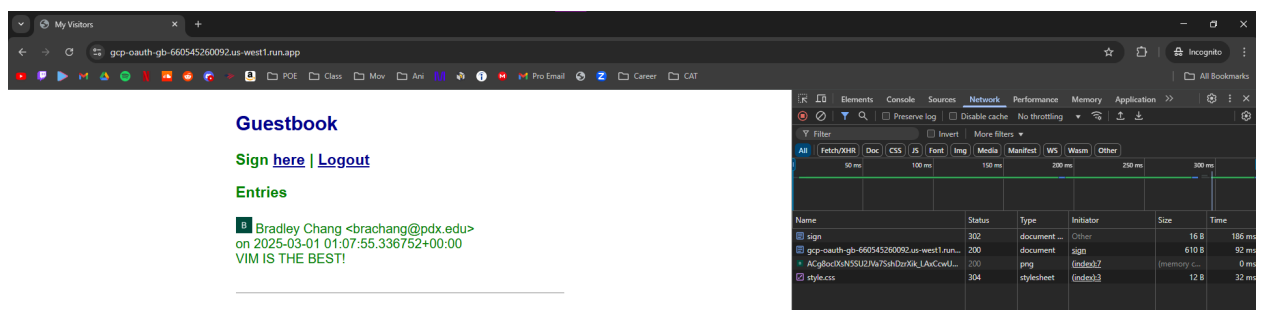 My Visitors
gcp-oauth-gb-660545260092.us-west1.run.app
Incognito
POE Class Mov Ani Pro Email Career CAT All Bookmarks
Guestbook
Sign here | Logout
Entries
B Bradley Chang <brachang@pdx.edu>
on 2025-03-01 01:07:55.336752+00:00
VIM IS THE BEST!
Elements Console Sources Network Performance Memory Application
Preserve log Disable cache No throttling
Filter Invert More filters
All Fetch/XHR Doc CSS JS Font Img Media Manifest WS Wasm Other
50 ms 100 ms 150 ms 200 ms 250 ms 300 ms
Name Status Type Initiator Size Time
sign 302 document ... Other 16 B 186 ms
gcp-oauth-gb-660545260092.us-west1.run... 200 document sign 610 B 92 ms
200 png (index):7 (memory c... 0 ms
style.css 304 stylesheet (index):3 12 B 32 ms